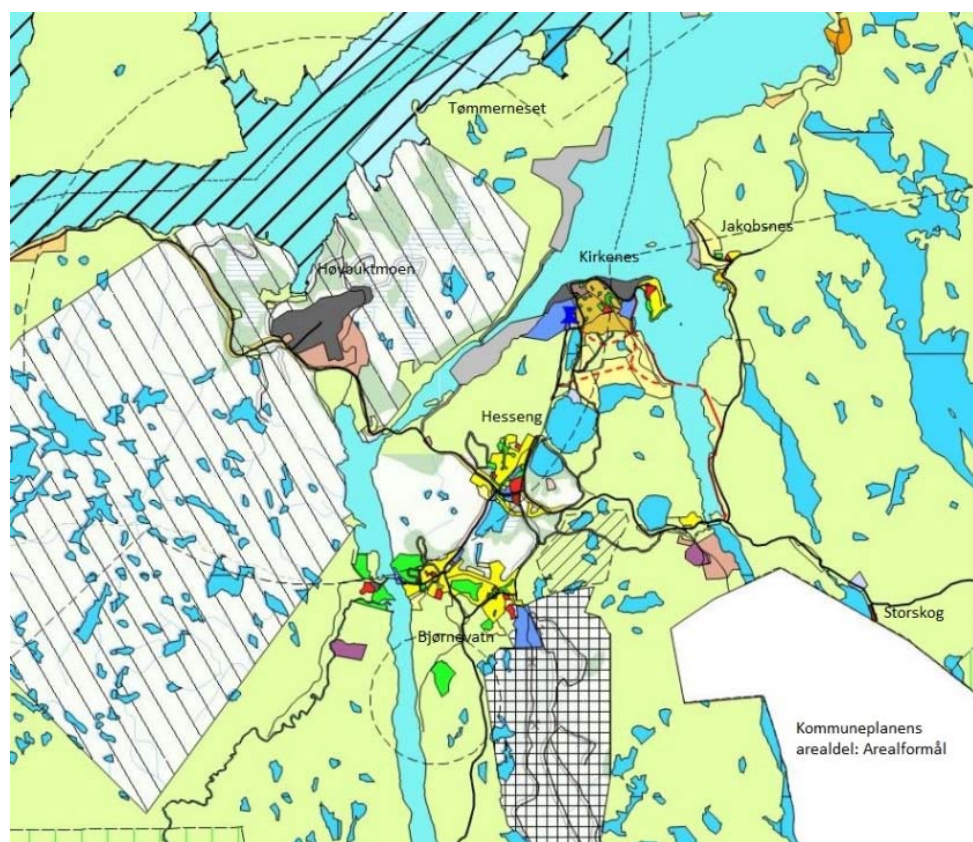 Tømmerneset
Jakobsnes
Kirkenes
Høybuktmoen
Hesseng
Storskog
Bjørnevatn
Kommuneplanens
arealdel: Arealformål